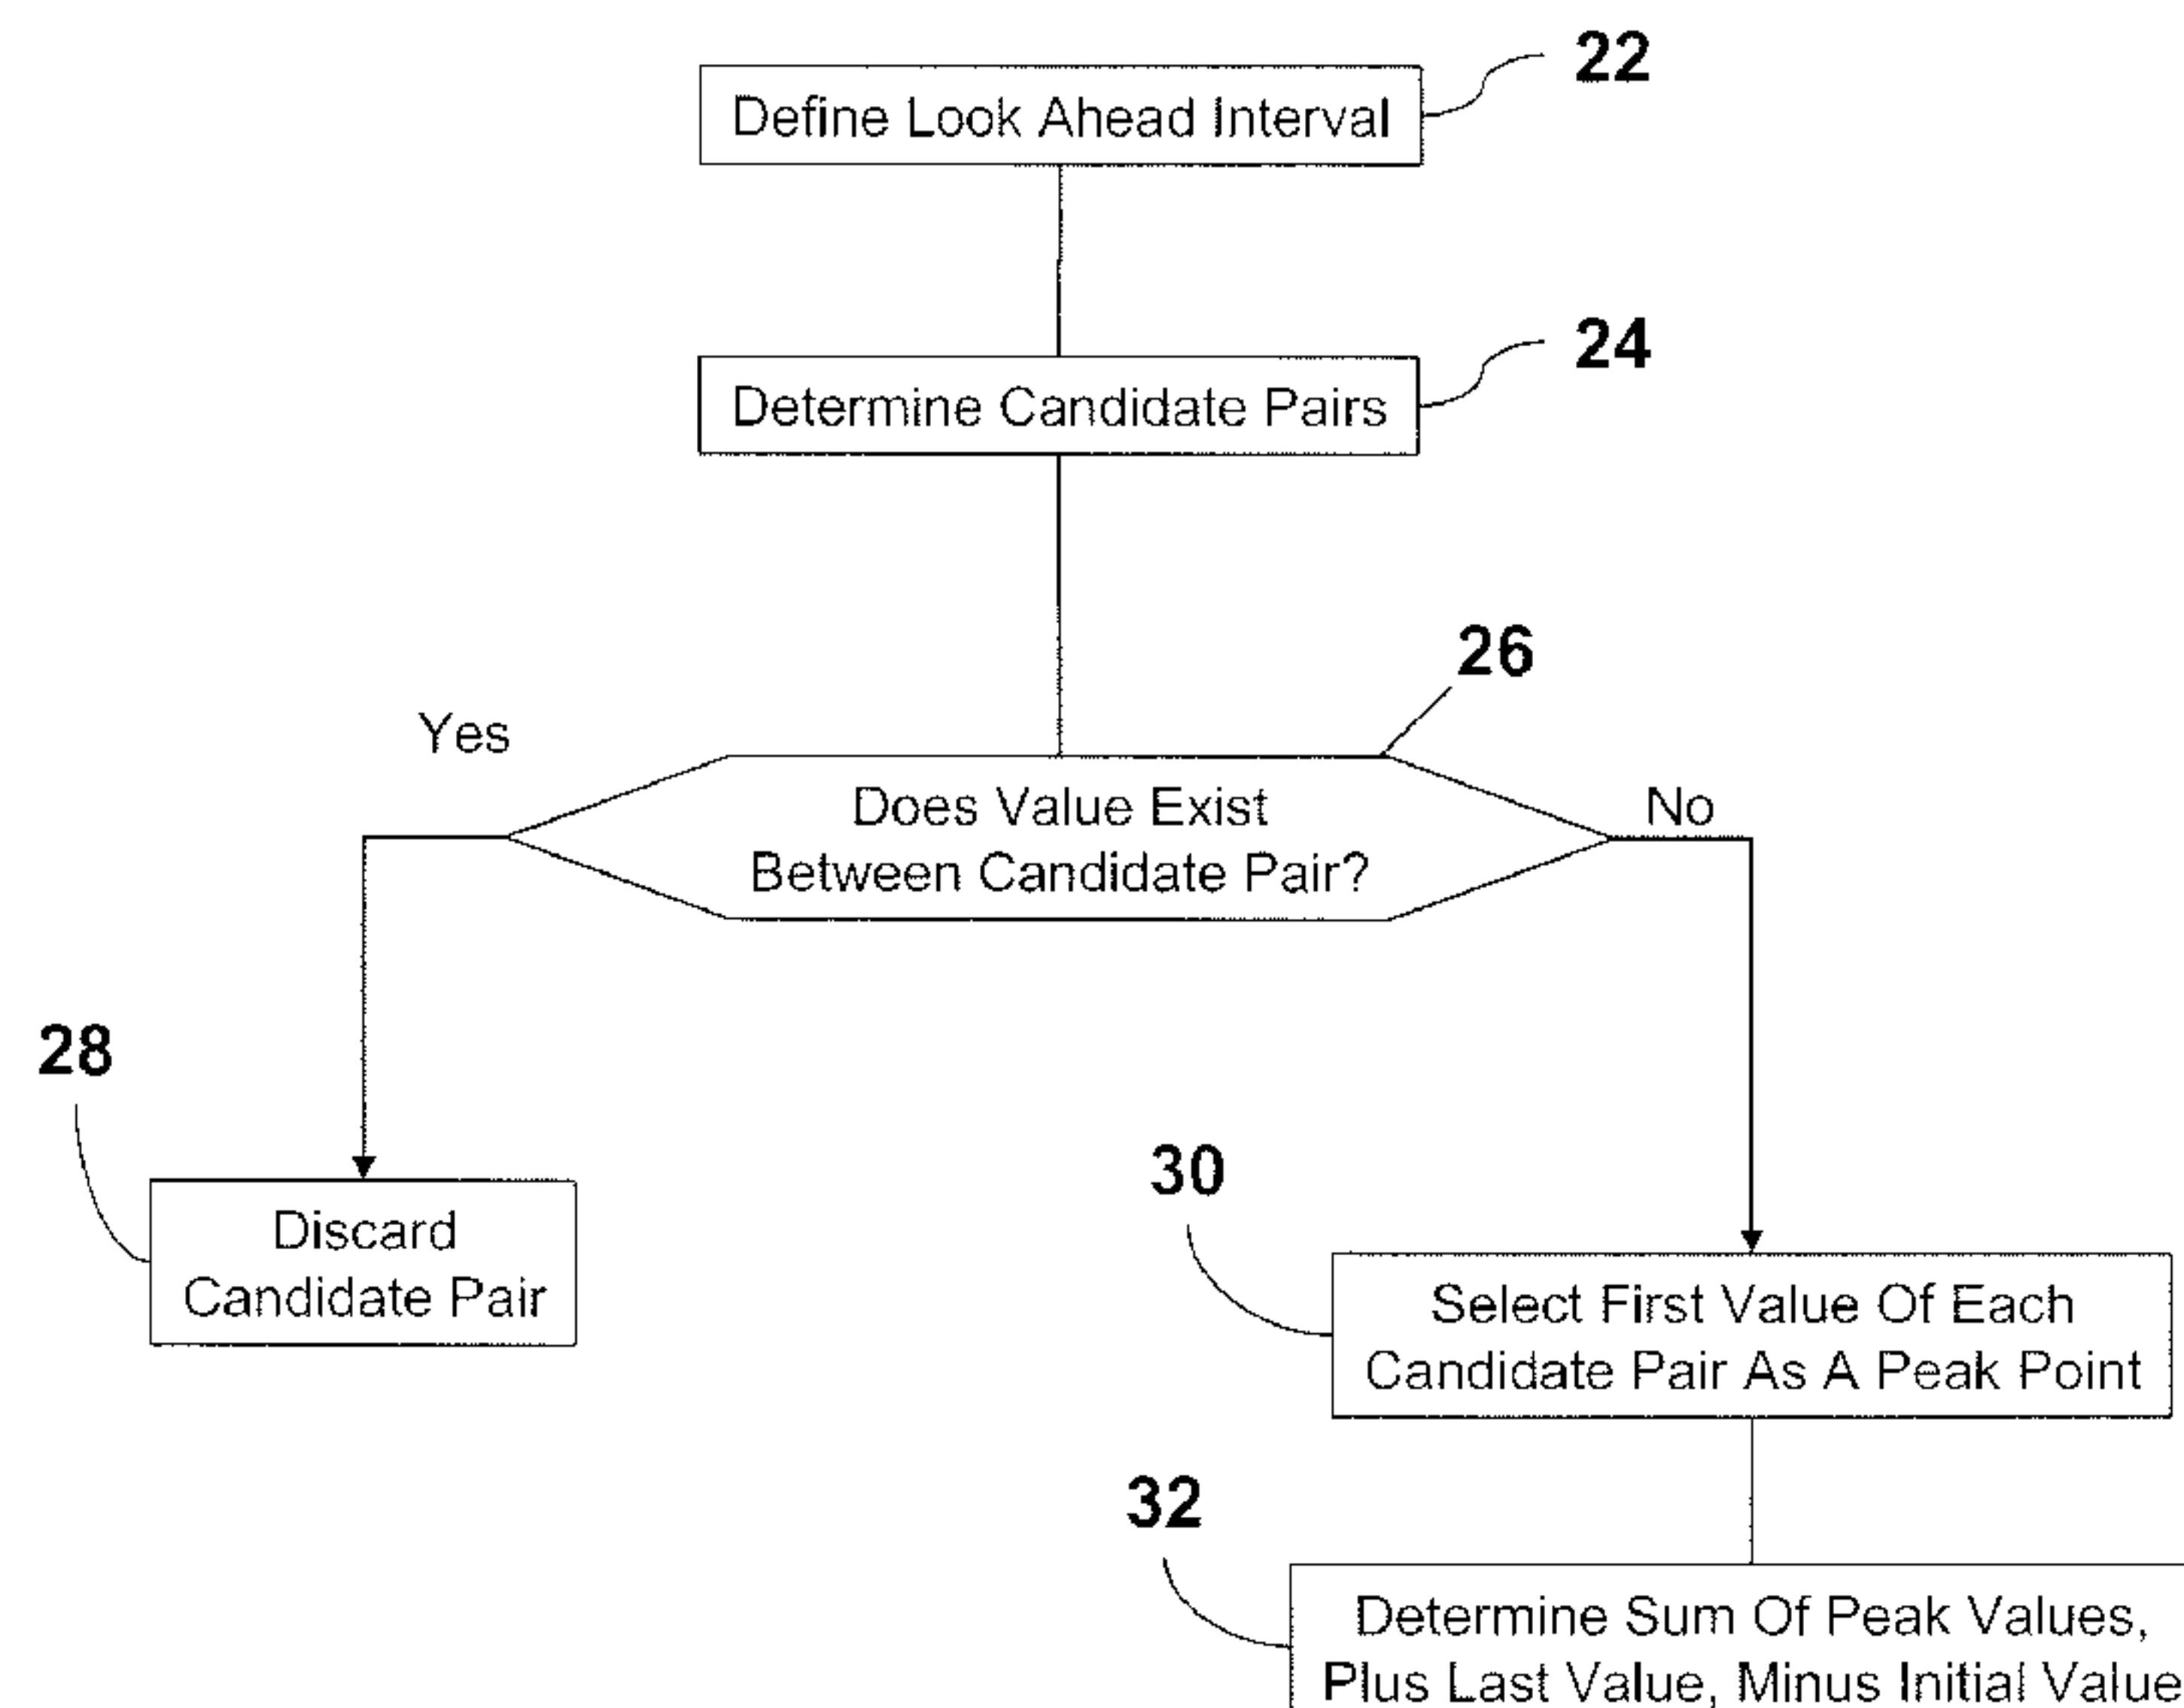 22
Define Look Ahead Interval
24
Determine Candidate Pairs
26
Yes
Does Value Exist
Between Candidate Pair?
No
28
Discard
Candidate Pair
30
Select First Value Of Each
Candidate Pair As A Peak Point
32
Determine Sum Of Peak Values,
Plus Last Value, Minus Initial Value